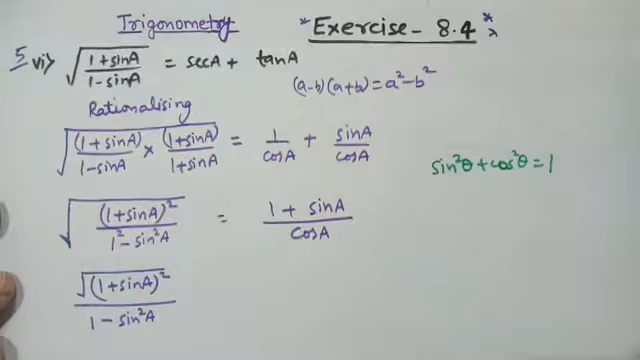 Trigonometry
* Exercise - 8.4 *
5 vi) √((1+sinA)/(1-sinA)) = secA + tanA
(a-b)(a+b) = a²-b²
Rationalising
√((1+sinA)/(1-sinA) × (1+sinA)/(1+sinA)) = 1/cosA + sinA/cosA
sin²θ + cos²θ = 1
√((1+sinA)²/(1²-sin²A)) = (1 + sinA)/cosA
√(1+sinA)²/(1-sin²A)